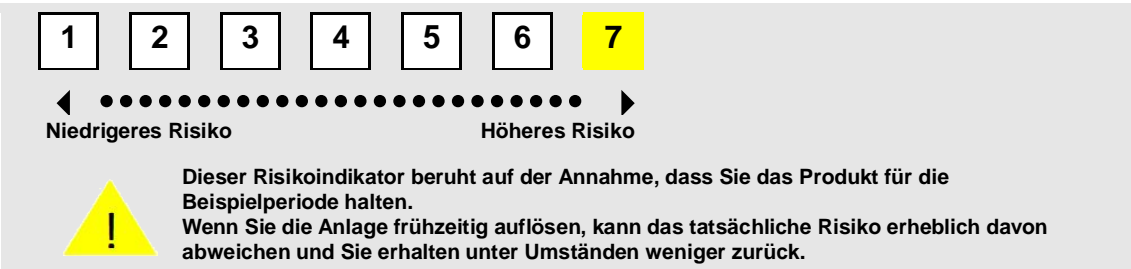 1 2 3 4 5 6 7
Niedrigeres Risiko Höheres Risiko
Dieser Risikoindikator beruht auf der Annahme, dass Sie das Produkt für die
Beispielperiode halten.
Wenn Sie die Anlage frühzeitig auflösen, kann das tatsächliche Risiko erheblich davon
abweichen und Sie erhalten unter Umständen weniger zurück.
!